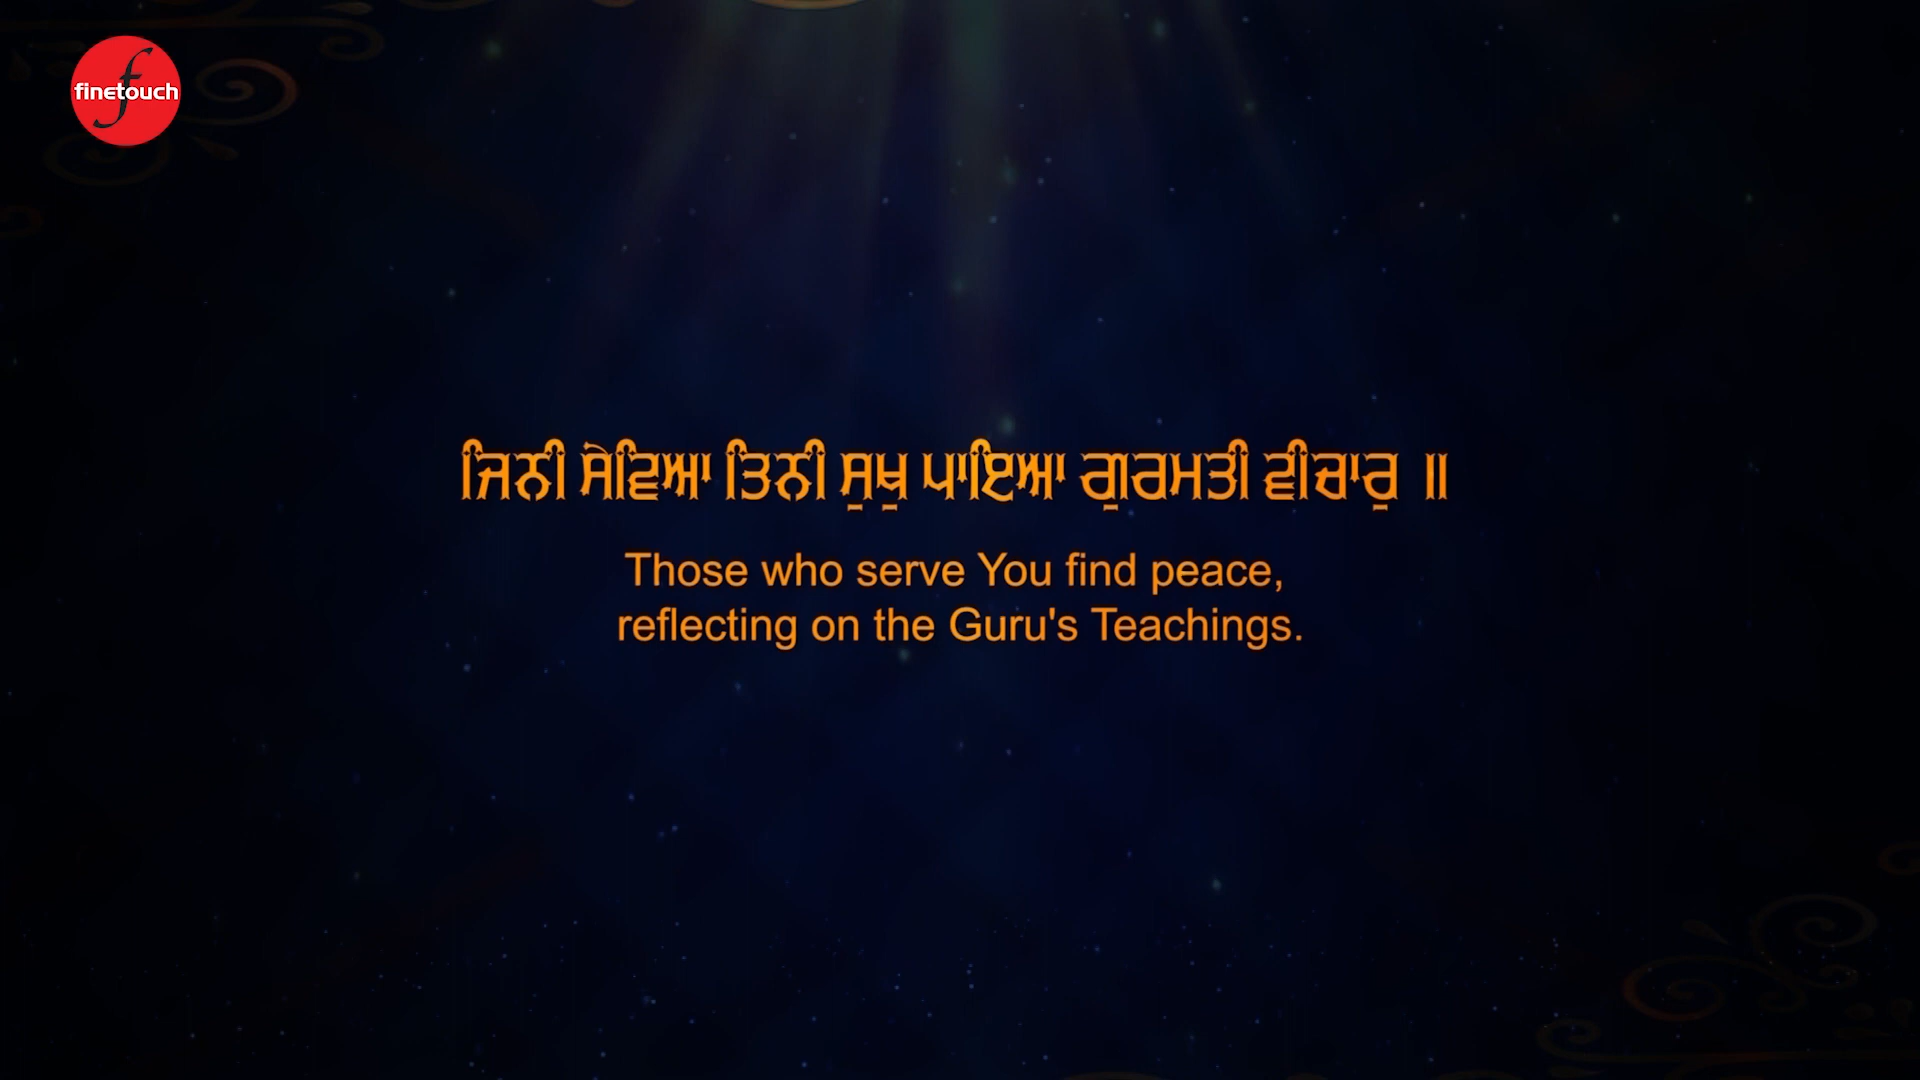 finetouch
ਜਿਨੀ ਸੇਵਿਆ ਤਿਨੀ ਸੁਖੁ ਪਾਇਆ ਗੁਰਮਤੀ ਵੀਚਾਰੁ ॥
Those who serve You find peace,
reflecting on the Guru's Teachings.